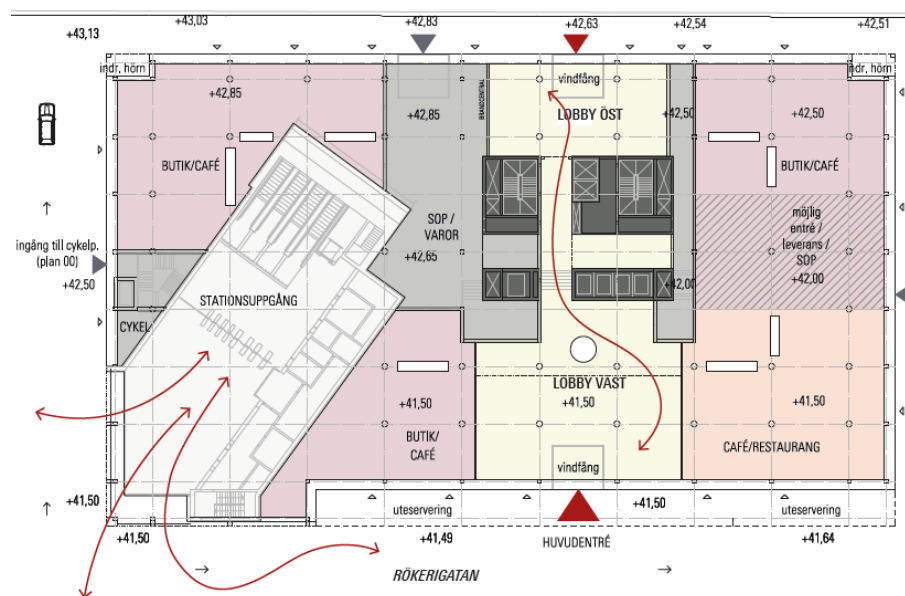 +43,13
+43,03
+42,83
+42,63
+42,54
+42,51
indr, hörn
indr, hörn
vindfång
+42,85
+42,85
BRANDCENTRAL
LOBBY ÖST
+42,50
+42,50
BUTIK/CAFÉ
BUTIK/CAFÉ
SOP /
VAROR
+42,65
möjlig
entré /
leverans /
SOP
+42,00
ingång till cykelp.
(plan 00)
+42,50
+42,00
STATIONSUPPGÅNG
CYKEL
LOBBY VÄST
+41,50
+41,50
+41,50
BUTIK/
CAFÉ
CAFÉ/RESTAURANG
vindfång
+41,50
+41,50
uteservering
uteservering
+41,50
+41,49
HUVUDENTRÉ
+41,64
RÖKERIGATAN